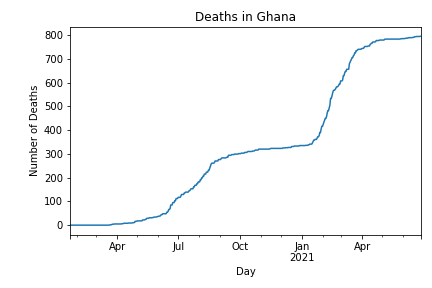 Deaths in Ghana
800
700
600
500
400
300
200
100
0
Number of Deaths
Apr
Jul
Oct
Jan
2021
Apr
Day